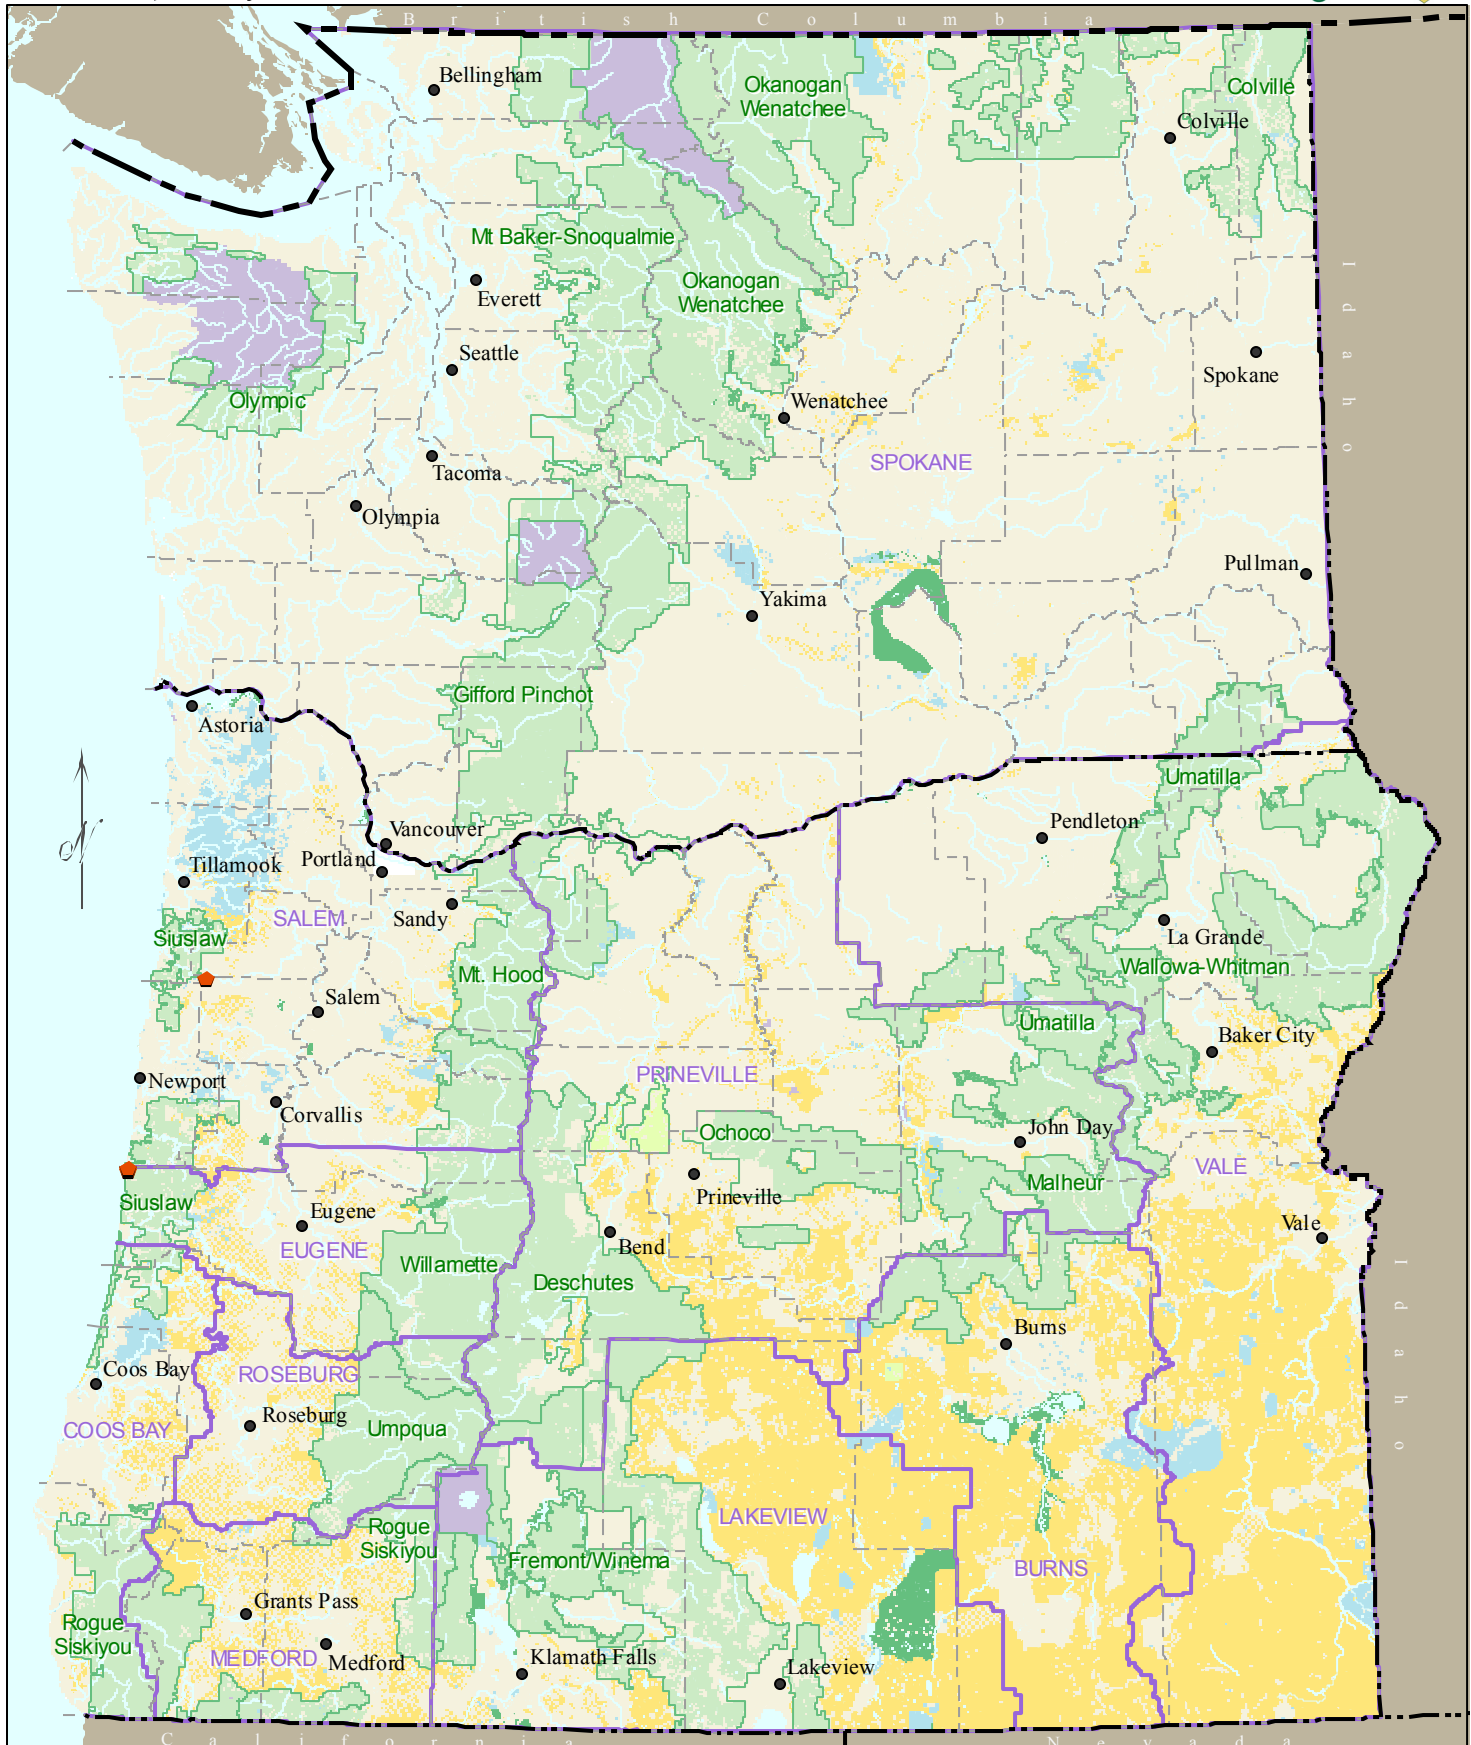 British Columbia
Bellingham
Okanogan
Wenatchee
Colville
Colville
Mt Baker-Snoqualmie
Okanogan
Wenatchee
Idaho
Everett
Seattle
Spokane
Olympic
Wenatchee
SPOKANE
Tacoma
Olympia
Pullman
Yakima
Gifford Pinchot
Astoria
Umatilla
N
Vancouver
Portland
Pendleton
Tillamook
SALEM
Sandy
Siuslaw
La Grande
Wallowa-Whitman
Mt. Hood
Salem
Umatilla
Baker City
Newport
PRINEVILLE
Corvallis
Ochoco
John Day
VALE
Siuslaw
Malheur
Prineville
Eugene
Vale
EUGENE
Bend
Willamette
Deschutes
Idaho
Burns
Coos Bay
ROSEBURG
COOS BAY
Roseburg
Umpqua
LAKEVIEW
Rogue
Siskiyou
Fremont/Winema
BURNS
Grants Pass
Rogue
Siskiyou
MEDFORD
Medford
Klamath Falls
Lakeview
California
Nevada